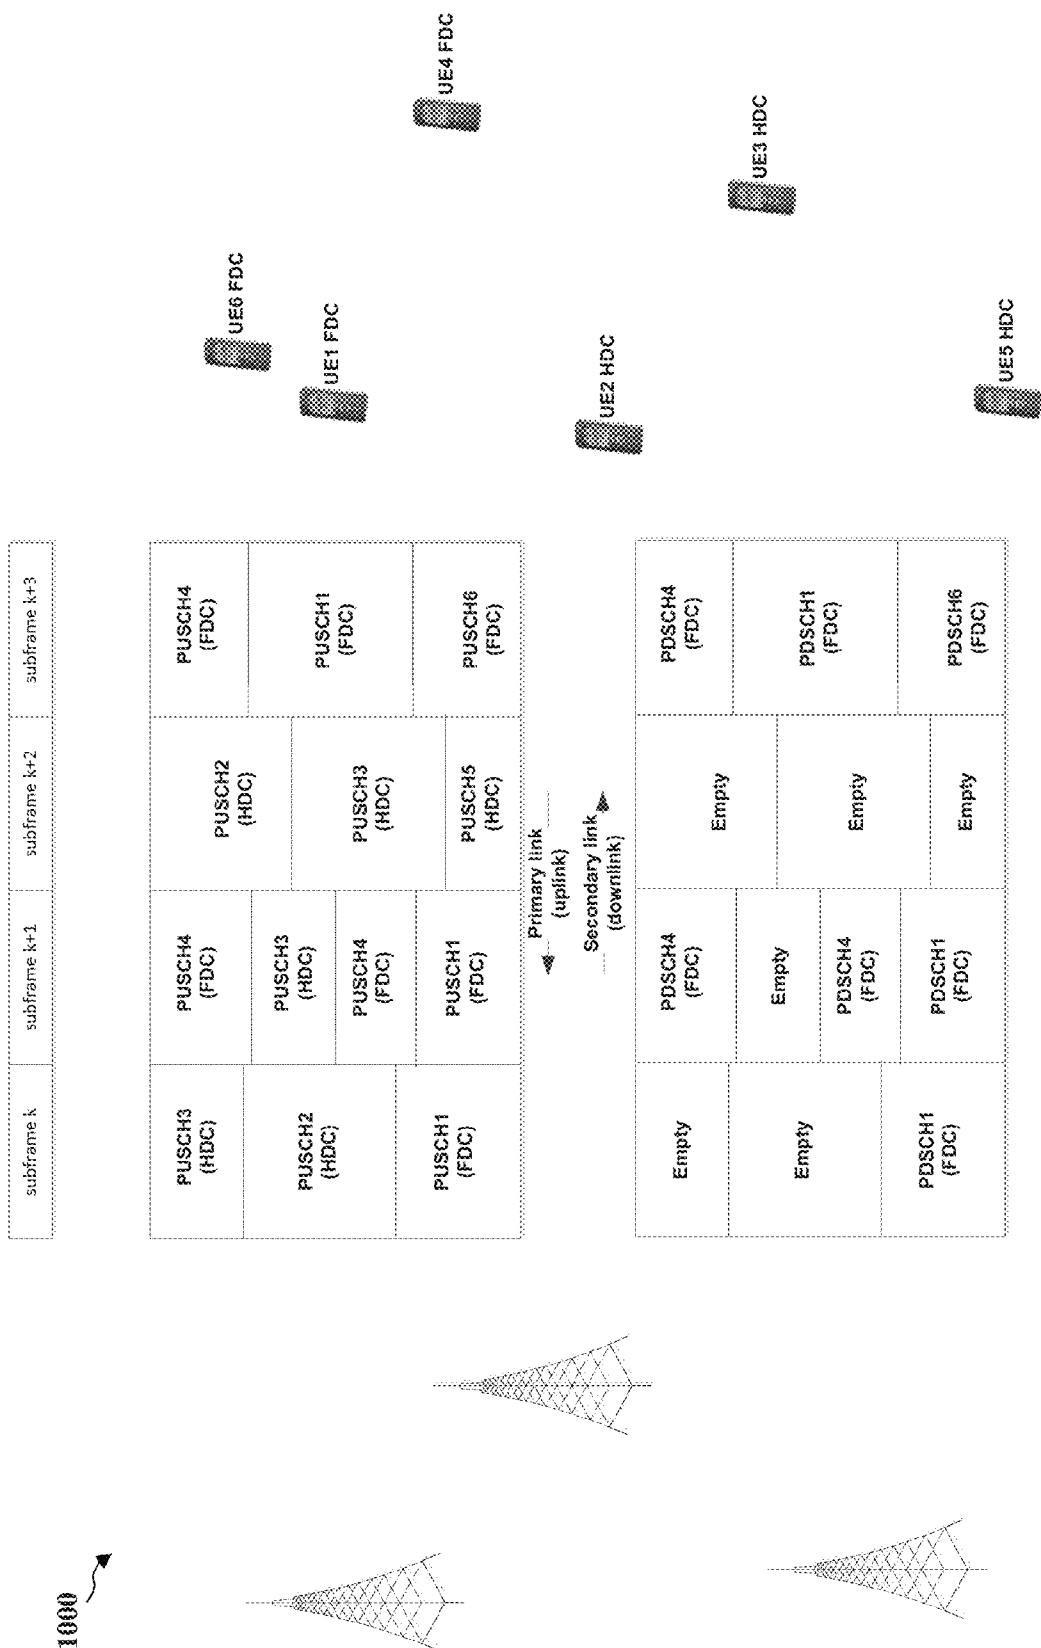 1000
subframe k
subframe k+1
subframe k+2
subframe k+3
PUSCH3
(HDC)
PUSCH2
(HDC)
PUSCH1
(FDC)
PUSCH4
(FDC)
PUSCH3
(HDC)
PUSCH4
(FDC)
PUSCH1
(FDC)
PUSCH2
(HDC)
PUSCH3
(HDC)
PUSCH5
(HDC)
PUSCH4
(FDC)
PUSCH1
(FDC)
PUSCH6
(FDC)
Primary link
(uplink)
Secondary link
(downlink)
Empty
Empty
PDSCH1
(FDC)
PDSCH4
(FDC)
Empty
PDSCH4
(FDC)
PDSCH1
(FDC)
Empty
Empty
Empty
PDSCH4
(FDC)
PDSCH1
(FDC)
PDSCH6
(FDC)
UE6 FDC
UE1 FDC
UE4 FDC
UE2 HDC
UE3 HDC
UE5 HDC